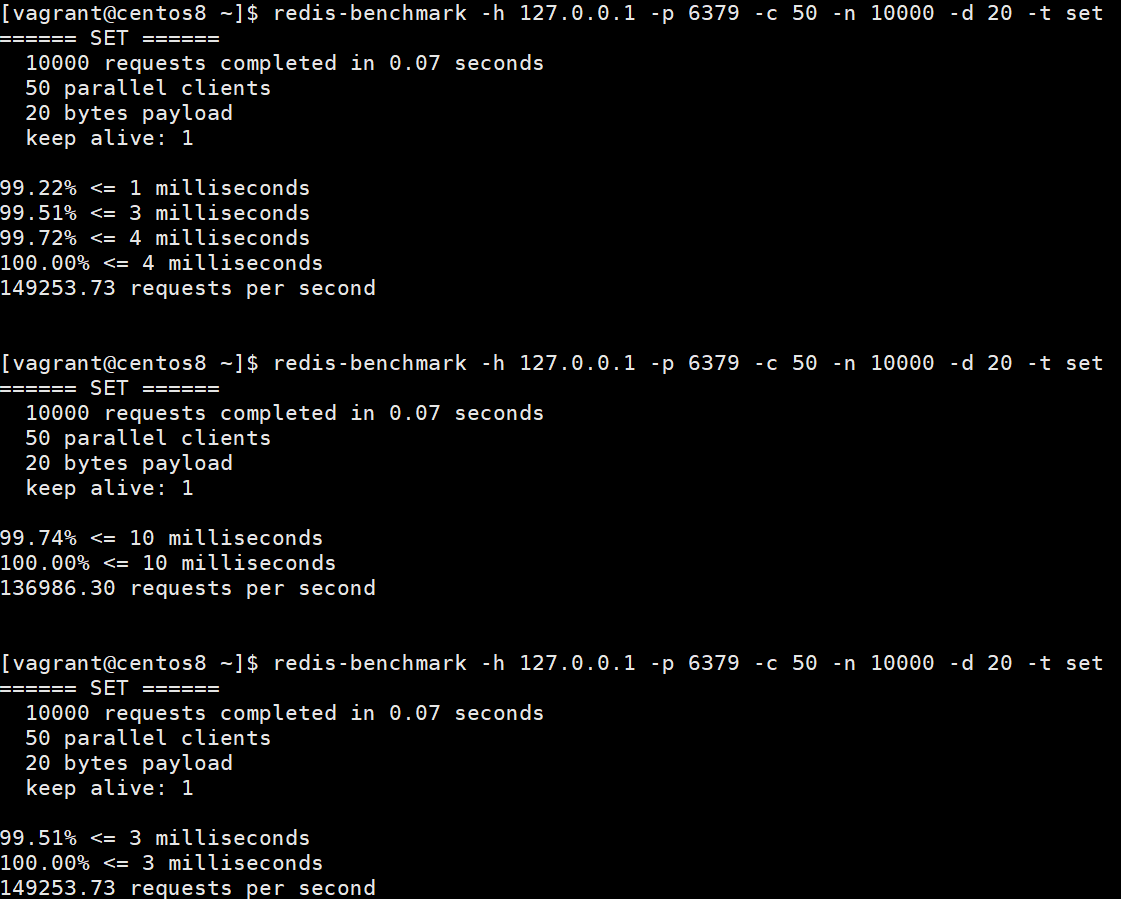 [vagrant@centos8 ~]$ redis-benchmark -h 127.0.0.1 -p 6379 -c 50 -n 10000 -d 20 -t set
====== SET ======
  10000 requests completed in 0.07 seconds
  50 parallel clients
  20 bytes payload
  keep alive: 1

99.22% <= 1 milliseconds
99.51% <= 3 milliseconds
99.72% <= 4 milliseconds
100.00% <= 4 milliseconds
149253.73 requests per second

[vagrant@centos8 ~]$ redis-benchmark -h 127.0.0.1 -p 6379 -c 50 -n 10000 -d 20 -t set
====== SET ======
  10000 requests completed in 0.07 seconds
  50 parallel clients
  20 bytes payload
  keep alive: 1

99.74% <= 10 milliseconds
100.00% <= 10 milliseconds
136986.30 requests per second

[vagrant@centos8 ~]$ redis-benchmark -h 127.0.0.1 -p 6379 -c 50 -n 10000 -d 20 -t set
====== SET ======
  10000 requests completed in 0.07 seconds
  50 parallel clients
  20 bytes payload
  keep alive: 1

99.51% <= 3 milliseconds
100.00% <= 3 milliseconds
149253.73 requests per second